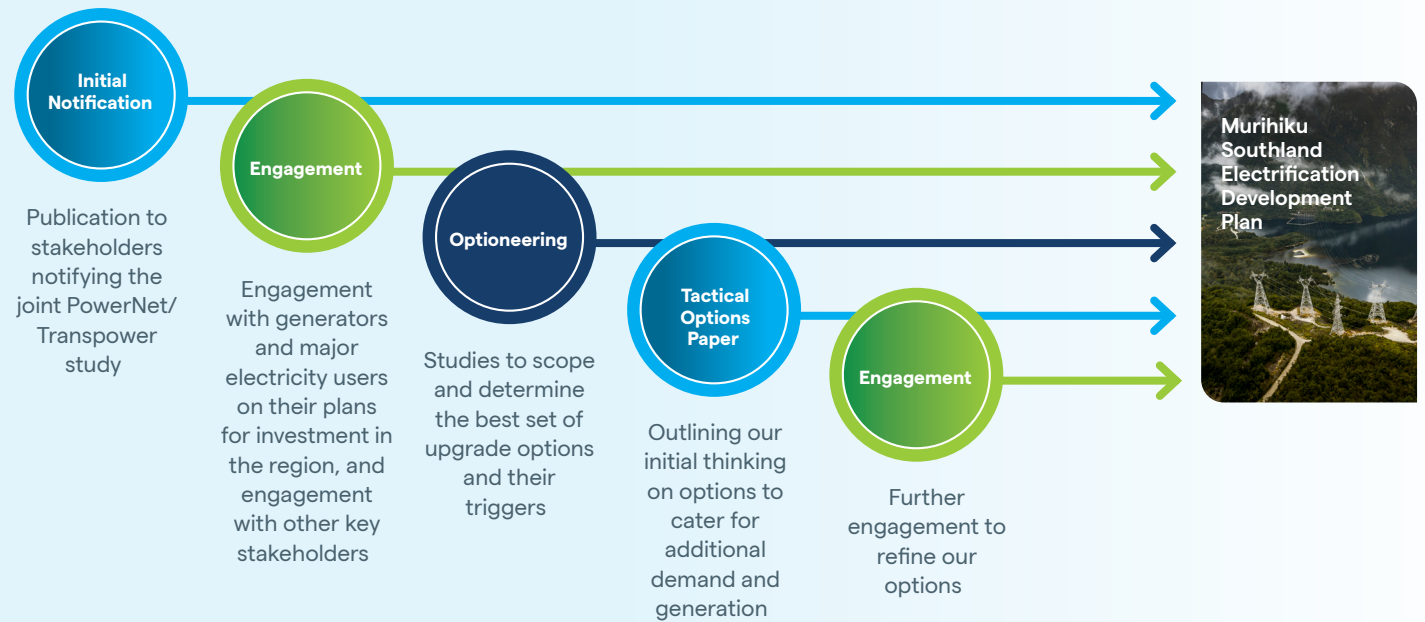 Initial
Notification
Publication to
stakeholders
notifying the
joint PowerNet/
Transpower
study
Engagement
Engagement
with generators
and major
electricity users
on their plans
for investment in
the region, and
engagement
with other key
stakeholders
Optioneering
Studies to scope
and determine
the best set of
upgrade options
and their
triggers
Tactical
Options
Paper
Outlining our
initial thinking
on options to
cater for
additional
demand and
generation
Engagement
Further
engagement to
refine our
options
Murihiku
Southland
Electrification
Development
Plan